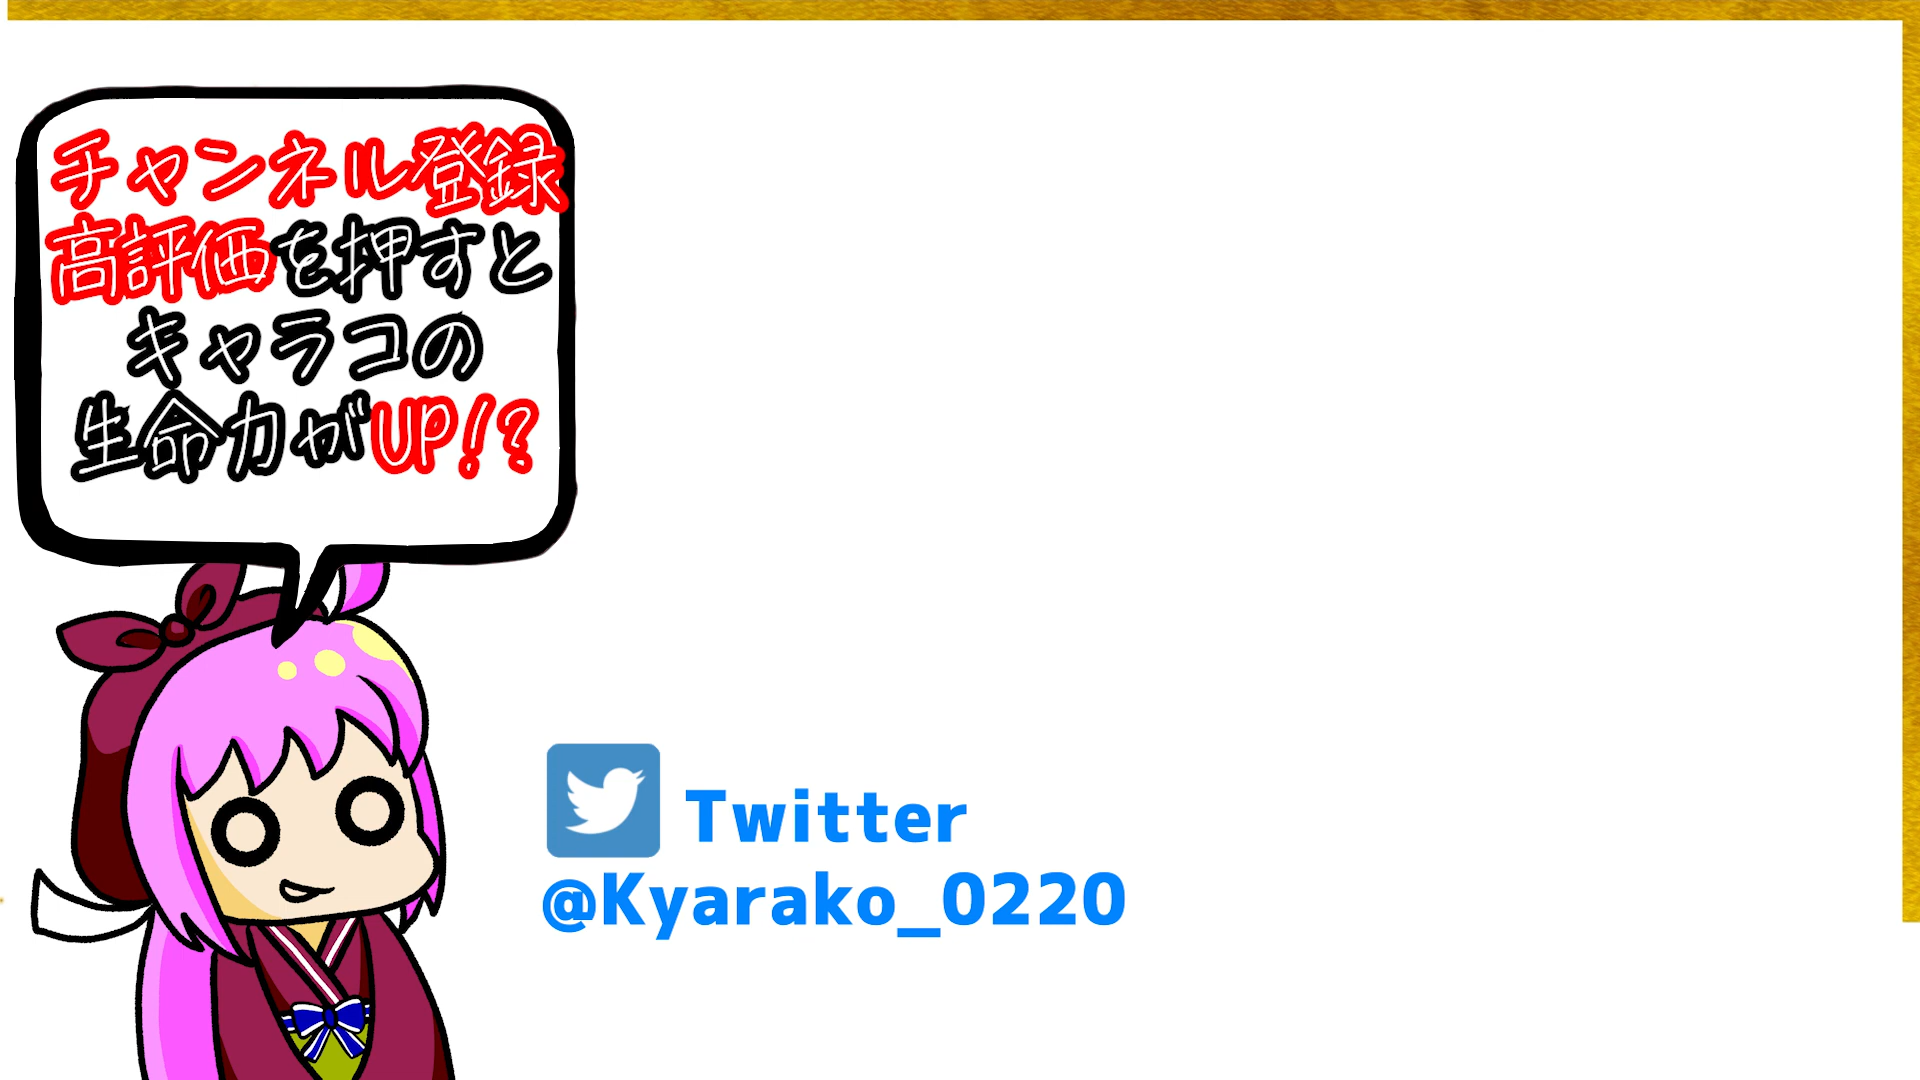 チャンネル登録
高評価を押すと
キャラコの
生命力がUP!?
Twitter
@Kyarako_0220